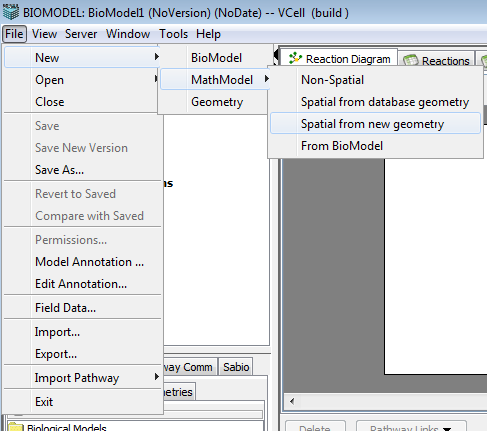 BIOMODEL: BioModel1 (NoVersion) (NoDate) -- VCell (build )
File View Server Window Tools Help
New
Open
Close
Save
Save New Version
Save As...
Revert to Saved
Compare with Saved
Permissions...
Model Annotation ...
Edit Annotation...
Field Data...
Import...
Export...
Import Pathway
Exit
BioModel
MathModel
Geometry
Non-Spatial
Spatial from database geometry
Spatial from new geometry
From BioModel
Reaction Diagram Reactions
way Comm Sabio
metries
Biological Models
Delete Pathway Links